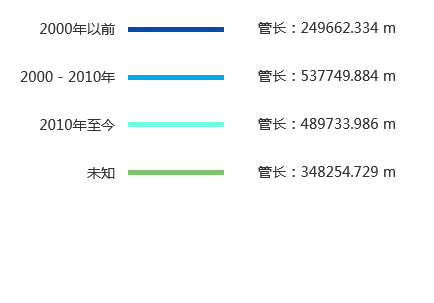 2000年以前 管长：249662.334 m
2000 - 2010年 管长：537749.884 m
2010年至今 管长：489733.986 m
未知 管长：348254.729 m